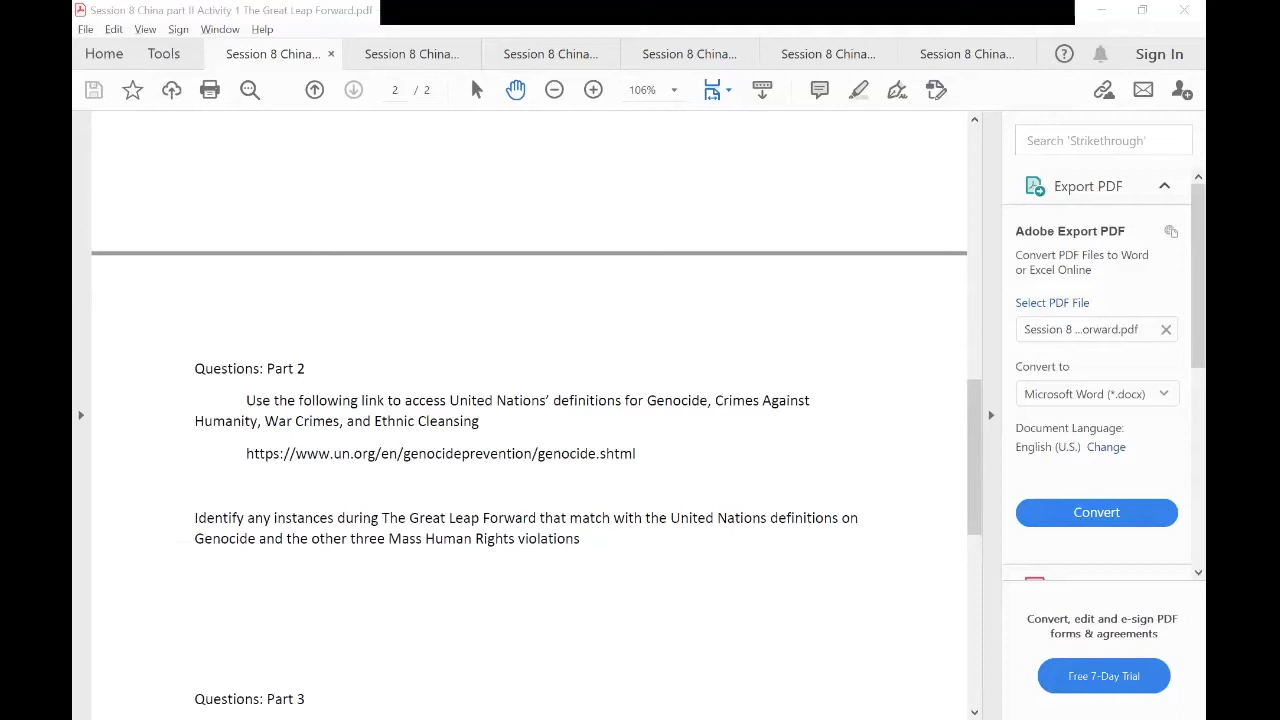 Session 8 China part II Activity 1 The Great Leap Forward.pdf -
File Edit View Sign Window Help
Home Tools Session 8 China... × Session 8 China... Session 8 China... Session 8 China... Session 8 China... Session 8 China... Sign In
2 / 2 106%
Search 'Strikethrough'
Export PDF
Adobe Export PDF
Convert PDF Files to Word
or Excel Online
Select PDF File
Session 8 ...orward.pdf
Convert to
Microsoft Word (*.docx)
Document Language:
English (U.S.) Change
Convert
Convert, edit and e-sign PDF
forms & agreements
Free 7-Day Trial
Questions: Part 2
Use the following link to access United Nations’ definitions for Genocide, Crimes Against
Humanity, War Crimes, and Ethnic Cleansing
https://www.un.org/en/genocideprevention/genocide.shtml
Identify any instances during The Great Leap Forward that match with the United Nations definitions on
Genocide and the other three Mass Human Rights violations
Questions: Part 3